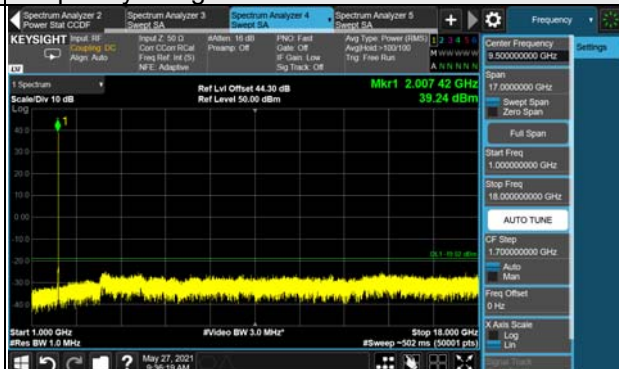 Spectrum Analyzer 2
Power Stat CCDF
Spectrum Analyzer 3
Swept SA
Spectrum Analyzer 4
Swept SA
Spectrum Analyzer 5
Swept SA
Frequency
KEYSIGHT
Input: RF
Coupling: DC
Align: Auto
Input Z: 50 Ω
Corr CCorr RCal
Freq Ref: Int (S)
NFE: Adaptive
#Atten: 16 dB
Preamp: Off
PNO: Fast
Gate: Off
IF Gain: Low
Sig Track: Off
Avg Type: Power (RMS)
Avg|Hold >100/100
Trig: Free Run
1 2 3 4 5 6
M W W W W W
A N N N N N
LXI
1 Spectrum
Scale/Div 10 dB
Log
Ref Lvl Offset 44.30 dB
Ref Level 50.00 dBm
Mkr1 2.007 42 GHz
39.24 dBm
1
40.0
30.0
20.0
10.0
0.00
-10.0
-20.0
-30.0
-40.0
Start 1.000 GHz
#Res BW 1.0 MHz
#Video BW 3.0 MHz*
Stop 18.000 GHz
#Sweep ~502 ms (50001 pts)
May 27, 2021
Center Frequency
9.500000000 GHz
Settings
Span
17.0000000 GHz
Swept Span
Zero Span
Full Span
Start Freq
1.000000000 GHz
Stop Freq
18.000000000 GHz
AUTO TUNE
CF Step
1.700000000 GHz
Auto
Man
Freq Offset
0 Hz
X Axis Scale
Log
Lin
Signal Track